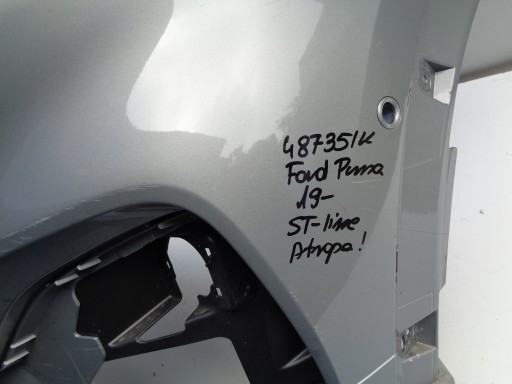 487351K
Ford Puma
19-
ST-line
Atrapa!